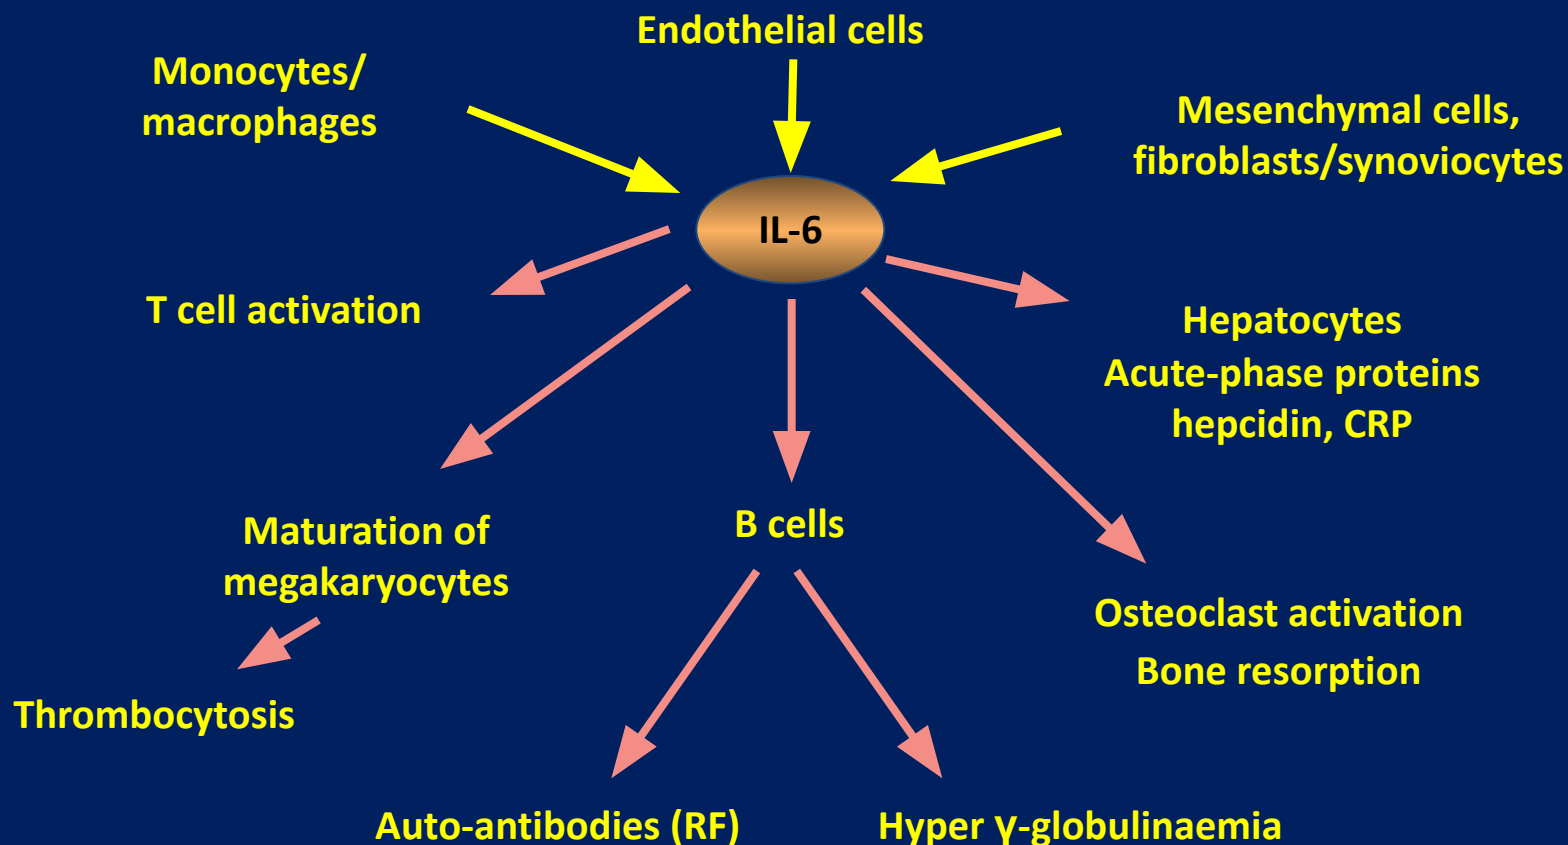 Endothelial cells
Monocytes/
macrophages
Mesenchymal cells,
fibroblasts/synoviocytes
IL-6
T cell activation
Hepatocytes
Acute-phase proteins
hepcidin, CRP
Maturation of
megakaryocytes
B cells
Osteoclast activation
Bone resorption
Thrombocytosis
Auto-antibodies (RF)
Hyper γ-globulinaemia